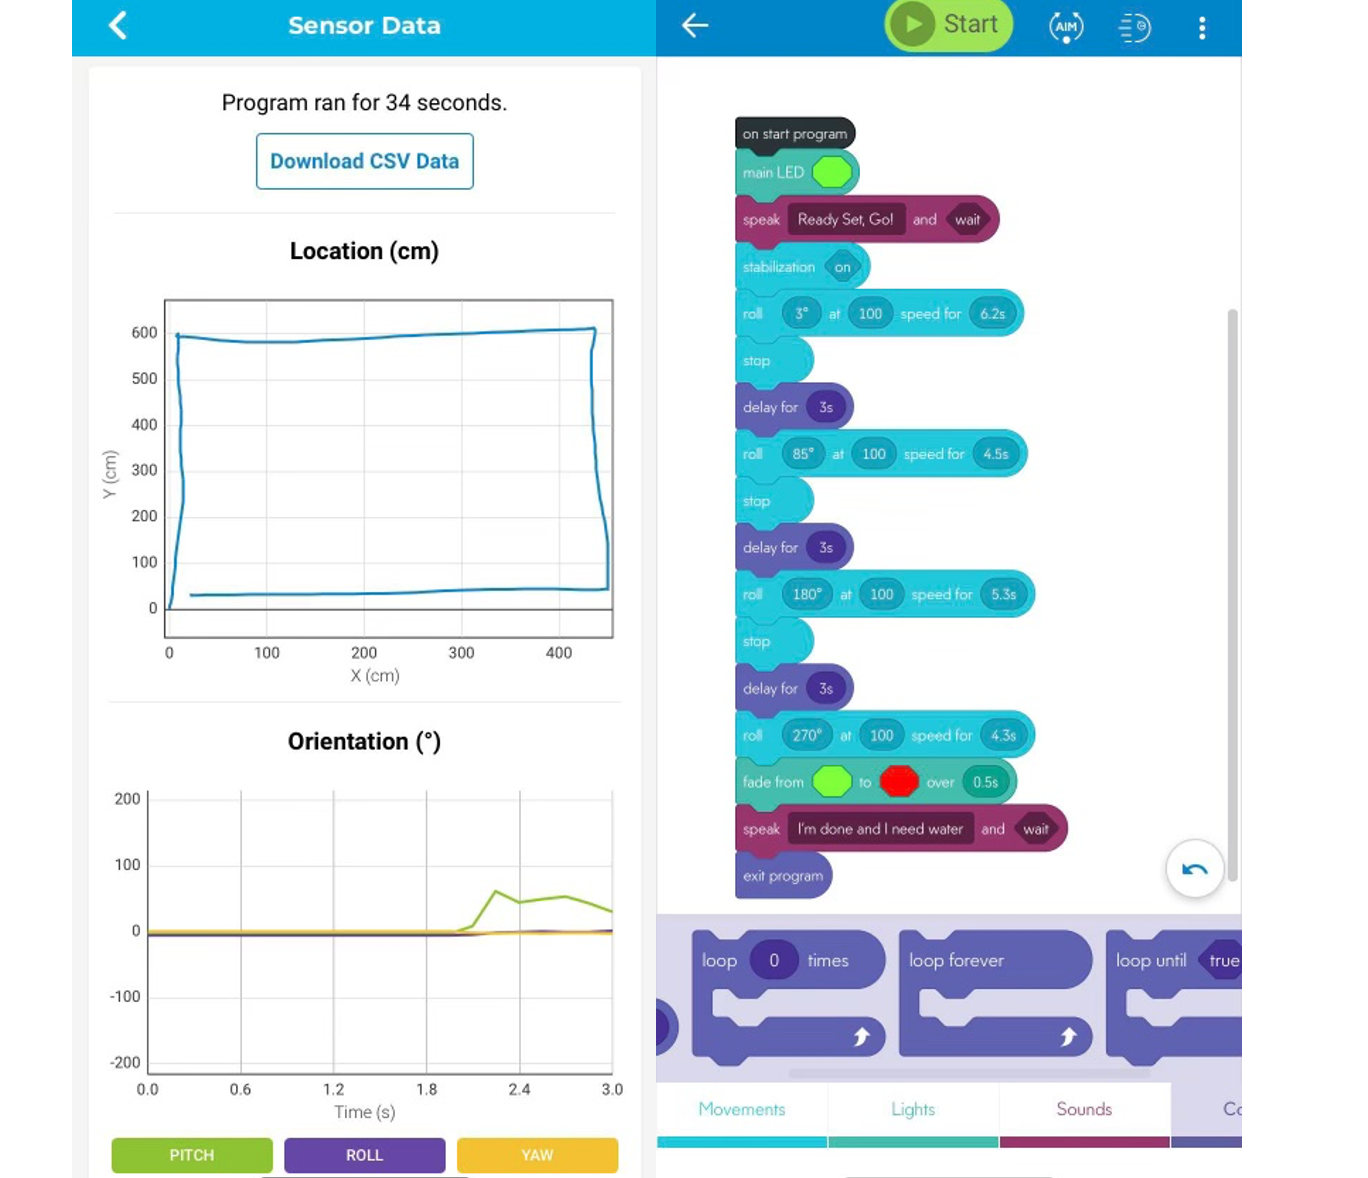 Sensor Data
Program ran for 34 seconds.
Download CSV Data
Location (cm)
600
500
400
300
200
100
0
Y (cm)
0 100 200 300 400
X (cm)
Orientation (°)
200
100
0
-100
-200
0.0 0.6 1.2 1.8 2.4 3.0
Time (s)
PITCH ROLL YAW
Start
AIM
on start program
main LED
speak Ready Set, Go! and wait
stabilization on
roll 3° at 100 speed for 6.2s
stop
delay for 3s
roll 85° at 100 speed for 4.5s
stop
delay for 3s
roll 180° at 100 speed for 5.3s
stop
delay for 3s
roll 270° at 100 speed for 4.3s
fade from to over 0.5s
speak I'm done and I need water and wait
exit program
loop 0 times
loop forever
loop until true
Movements Lights Sounds